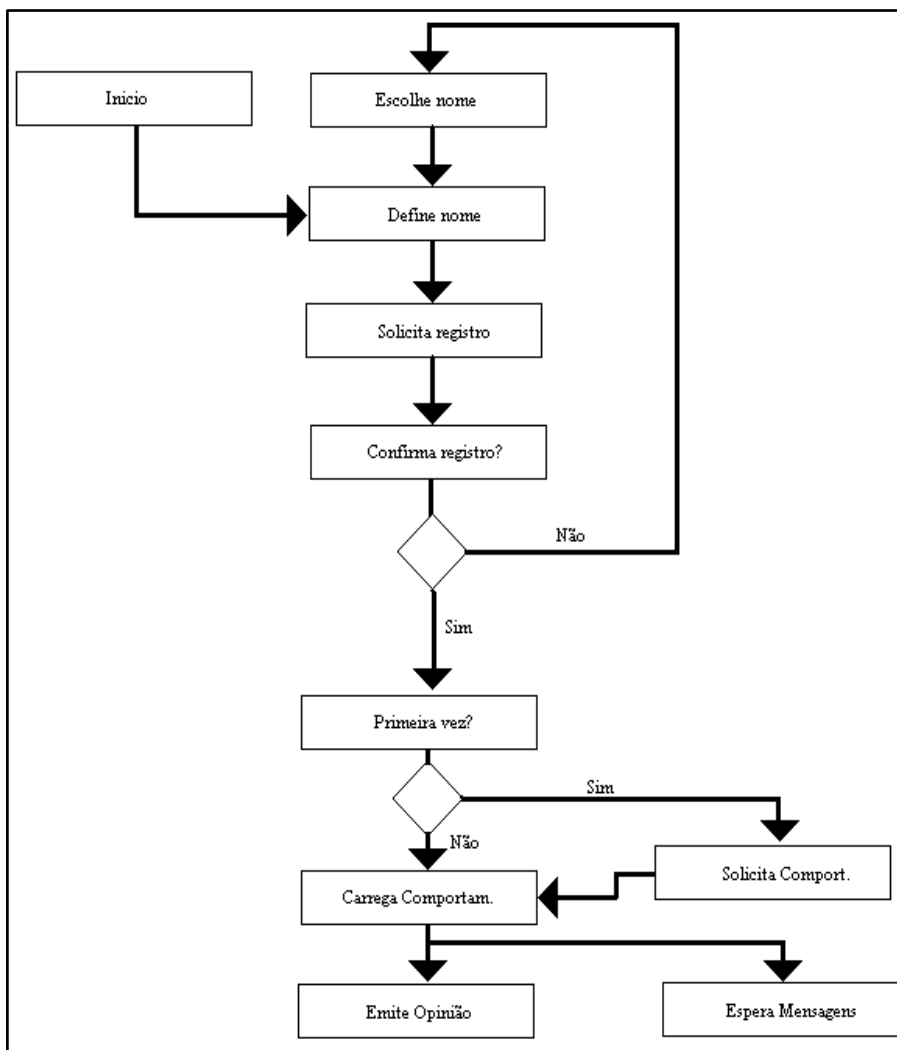 Inicio
Escolhe nome
Define nome
Solicita registro
Confirma registro?
Não
Sim
Primeira vez?
Sim
Não
Solicita Comport.
Carrega Comportam.
Emite Opinião
Espera Mensagens